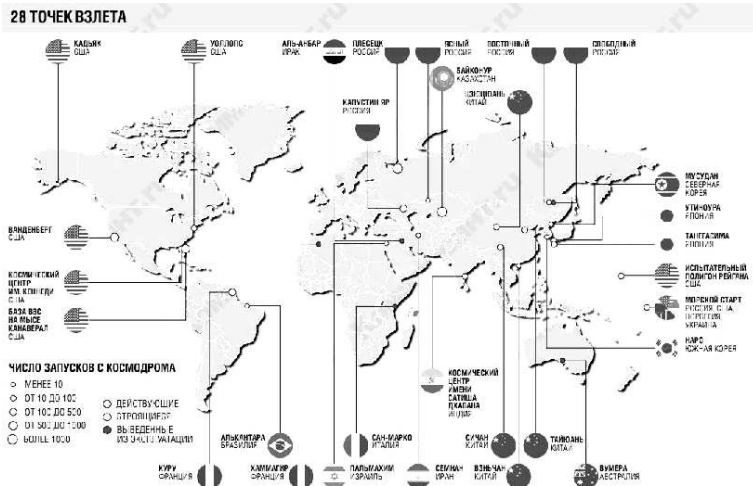 28 ТОЧЕК ВЗЛЕТА
КАДЬЯК
США
УОЛЛОПС
США
АЛЬ-АНБАР
ИРАК
ПЛЕСЕЦК
РОССИЯ
ЯСНЫЙ
РОССИЯ
ВОСТОЧНЫЙ
РОССИЯ
СВОБОДНЫЙ
РОССИЯ
БАЙКОНУР
КАЗАХСТАН
ЦЗЮЦЮАНЬ
КИТАЙ
КАПУСТИН ЯР
РОССИЯ
МУСУДАН
СЕВЕРНАЯ
КОРЕЯ
УТИНОУРА
ЯПОНИЯ
ТАНЕГАСИМА
ЯПОНИЯ
ВАНДЕНБЕРГ
США
КОСМИЧЕСКИЙ
ЦЕНТР
ИМ. КЕННЕДИ
США
ИСПЫТАТЕЛЬНЫЙ
ПОЛИГОН РЕЙГАНА
США
БАЗА ВВС
НА МЫСЕ
КАНАВЕРАЛ
США
МОРСКОЙ СТАРТ
РОССИЯ, США,
НОРВЕГИЯ,
УКРАИНА
НАРО
ЮЖНАЯ КОРЕЯ
ЧИСЛО ЗАПУСКОВ С КОСМОДРОМА
МЕНЕЕ 10
ОТ 10 ДО 100
ОТ 100 ДО 500
ОТ 500 ДО 1000
БОЛЕЕ 1000
ДЕЙСТВУЮЩИЕ
СТРОЯЩИЕСЯ
ВЫВЕДЕННЫЕ
ИЗ ЭКСПЛУАТАЦИИ
КОСМИЧЕСКИЙ
ЦЕНТР
ИМЕНИ
САТИША
ДХАВАНА
ИНДИЯ
АЛЬКАНТАРА
БРАЗИЛИЯ
САН-МАРКО
ИТАЛИЯ
СИЧАН
КИТАЙ
ТАЙЮАНЬ
КИТАЙ
КУРУ
ФРАНЦИЯ
ХАММАГИР
ФРАНЦИЯ
ПАЛЬМАХИМ
ИЗРАИЛЬ
СЕМНАН
ИРАН
ВЭНЬЧАН
КИТАЙ
ВУМЕРА
АВСТРАЛИЯ